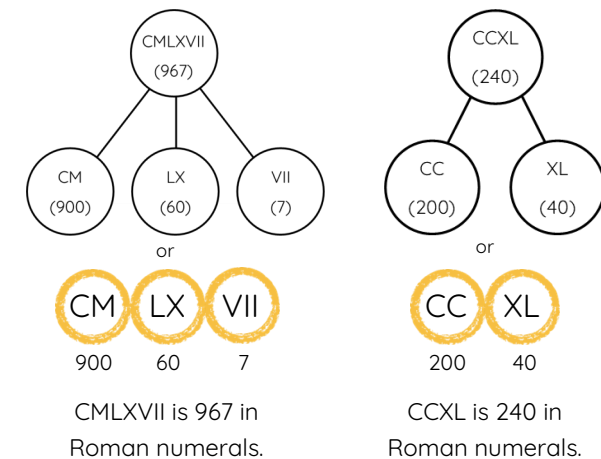 CMLXVII
(967)
CM
(900)
LX
(60)
VII
(7)
or
CM LX VII
900 60 7
CMLXVII is 967 in
Roman numerals.
CCXL
(240)
CC
(200)
XL
(40)
or
CC XL
200 40
CCXL is 240 in
Roman numerals.